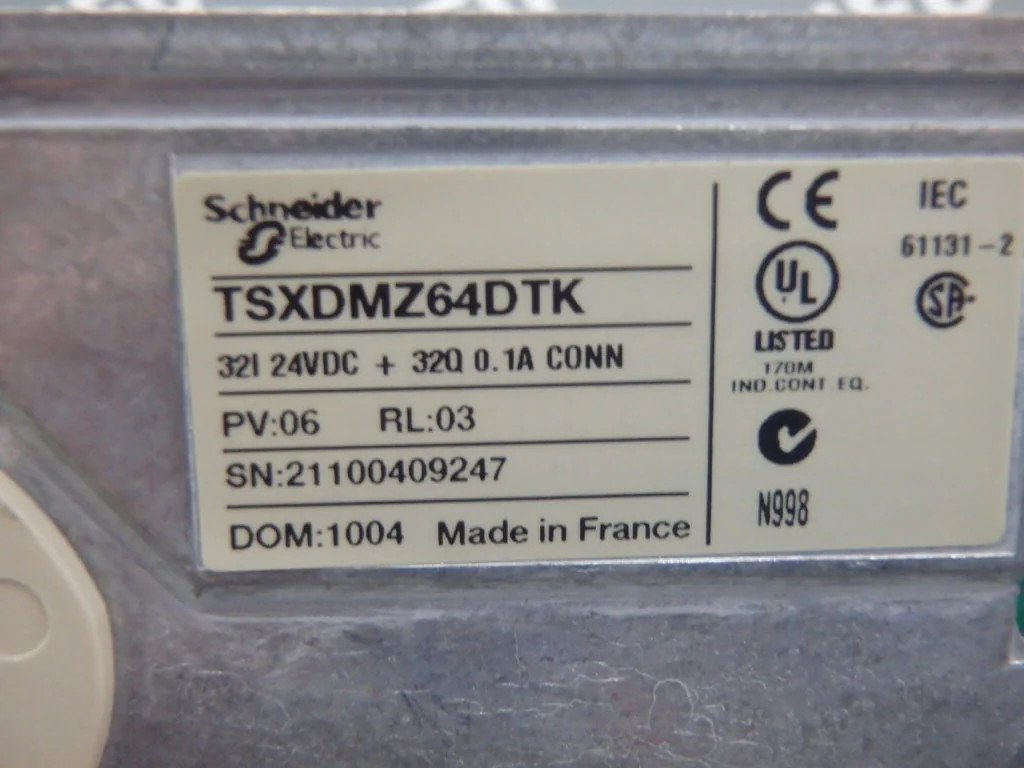 Schneider
Electric
TSXDMZ64DTK
32I 24VDC + 32Q 0.1A CONN
PV:06 RL:03
SN:21100409247
DOM:1004 Made in France
CE
IEC
61131-2
UL
LISTED
170M
IND.CONT.EQ.
SA
N998